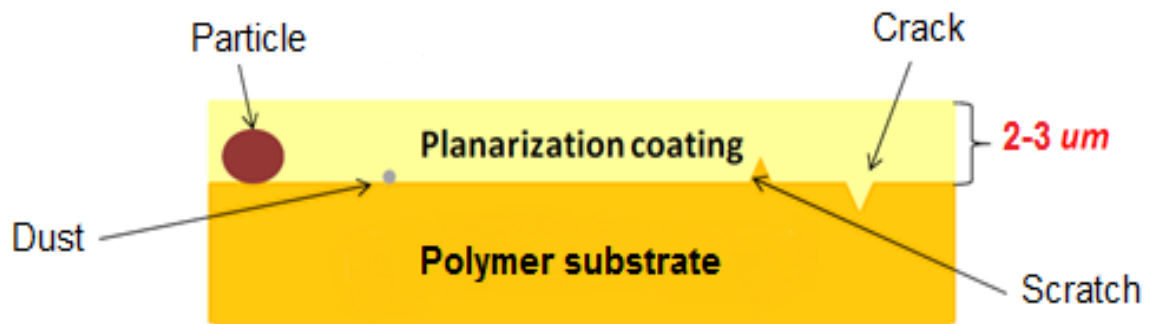 Particle
Crack
Planarization coating
2-3 um
Dust
Polymer substrate
Scratch